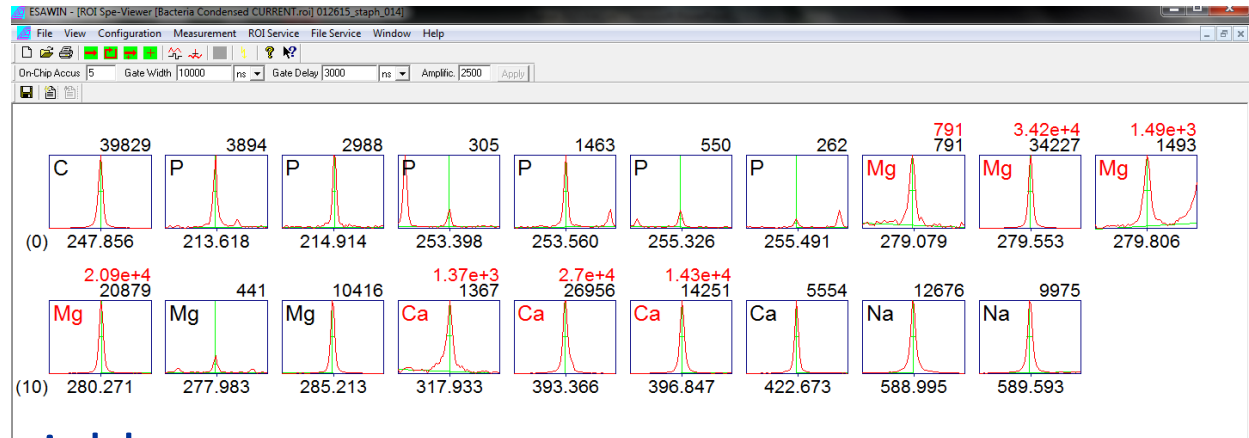 ESAWIN - [ROI Spe-Viewer [Bacteria Condensed CURRENT.roi] 012615_staph_014]
File View Configuration Measurement ROI Service File Service Window Help
On-Chip Accus 5 Gate Width 10000 ns Gate Delay 3000 ns Amplific. 2500 Apply
791 3.42e+4 1.49e+3
39829 3894 2988 305 1463 550 262 791 34227 1493
C P P P P P P Mg Mg Mg
(0) 247.856 213.618 214.914 253.398 253.560 255.326 255.491 279.079 279.553 279.806
2.09e+4 1.37e+3 2.7e+4 1.43e+4
20879 441 10416 1367 26956 14251 5554 12676 9975
Mg Mg Mg Ca Ca Ca Ca Na Na
(10) 280.271 277.983 285.213 317.933 393.366 396.847 422.673 588.995 589.593